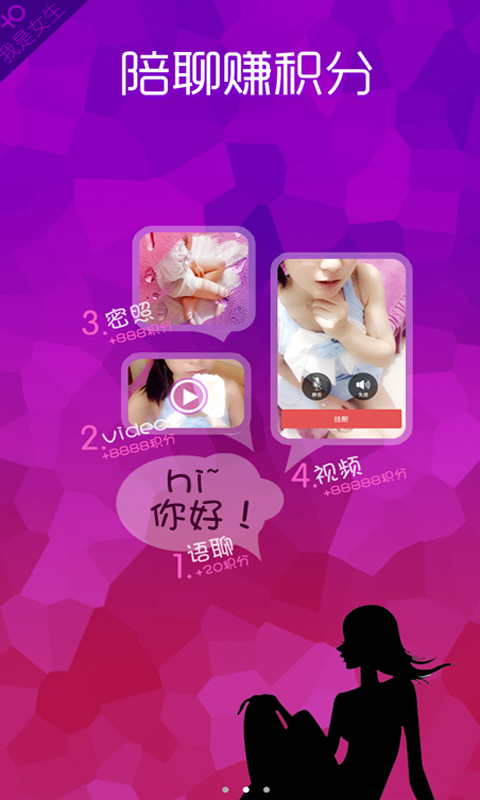 ♀我是女生
陪聊赚积分
3.密照
+888积分
2.video
+8888积分
hi~
你好！
1.语聊
+20积分
静音
免提
挂断
4.视频
+88888积分